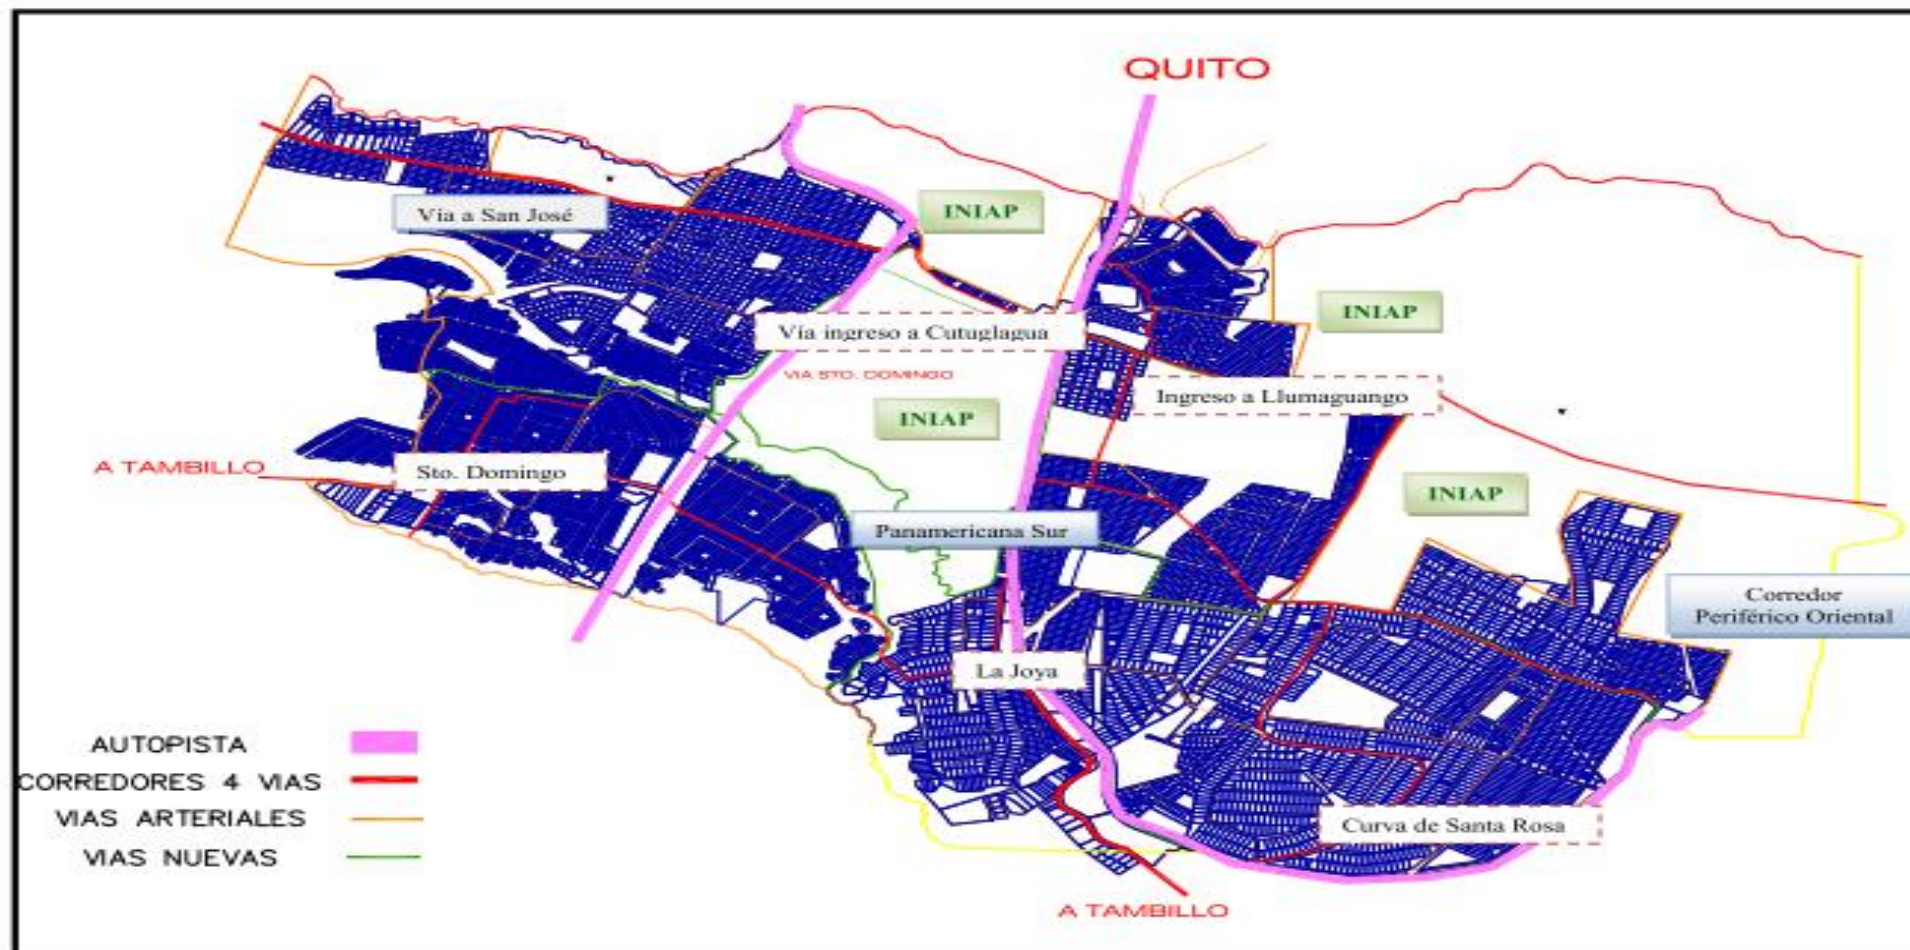 QUITO
INIAP
Vía a San José
INIAP
Vía ingreso a Cutuglagua
VIA STO. DOMINGO
Ingreso a Llumaguango
INIAP
A TAMBILLO
Sto. Domingo
INIAP
Panamericana Sur
Corredor
Periférico Oriental
La Joya
AUTOPISTA
CORREDORES 4 VIAS
VIAS ARTERIALES
Curva de Santa Rosa
VIAS NUEVAS
A TAMBILLO